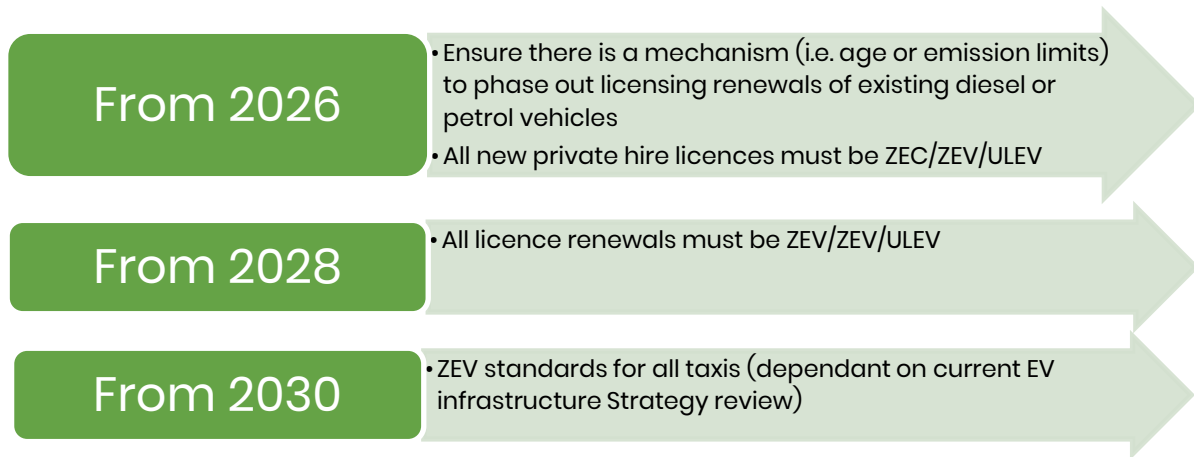 From 2026
• Ensure there is a mechanism (i.e. age or emission limits)
to phase out licensing renewals of existing diesel or
petrol vehicles
• All new private hire licences must be ZEC/ZEV/ULEV
From 2028
• All licence renewals must be ZEV/ZEV/ULEV
From 2030
• ZEV standards for all taxis (dependant on current EV
infrastructure Strategy review)